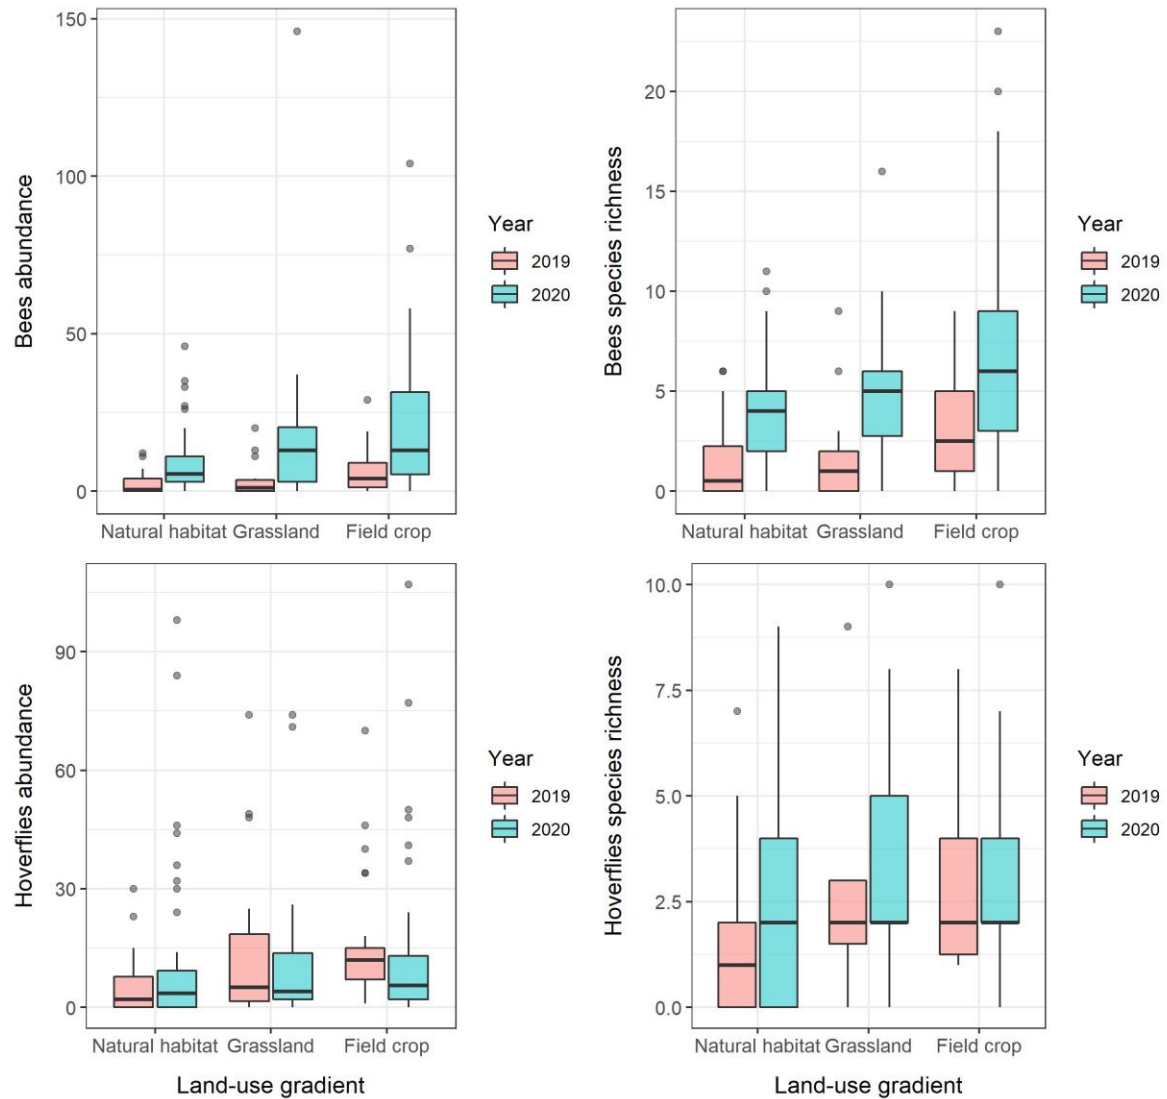 Bees abundance
150
100
50
0
Natural habitat Grassland Field crop
Year
2019
2020
Bees species richness
20
15
10
5
0
Natural habitat Grassland Field crop
Year
2019
2020
Hoverflies abundance
90
60
30
0
Natural habitat Grassland Field crop
Land-use gradient
Year
2019
2020
Hoverflies species richness
10.0
7.5
5.0
2.5
0.0
Natural habitat Grassland Field crop
Land-use gradient
Year
2019
2020